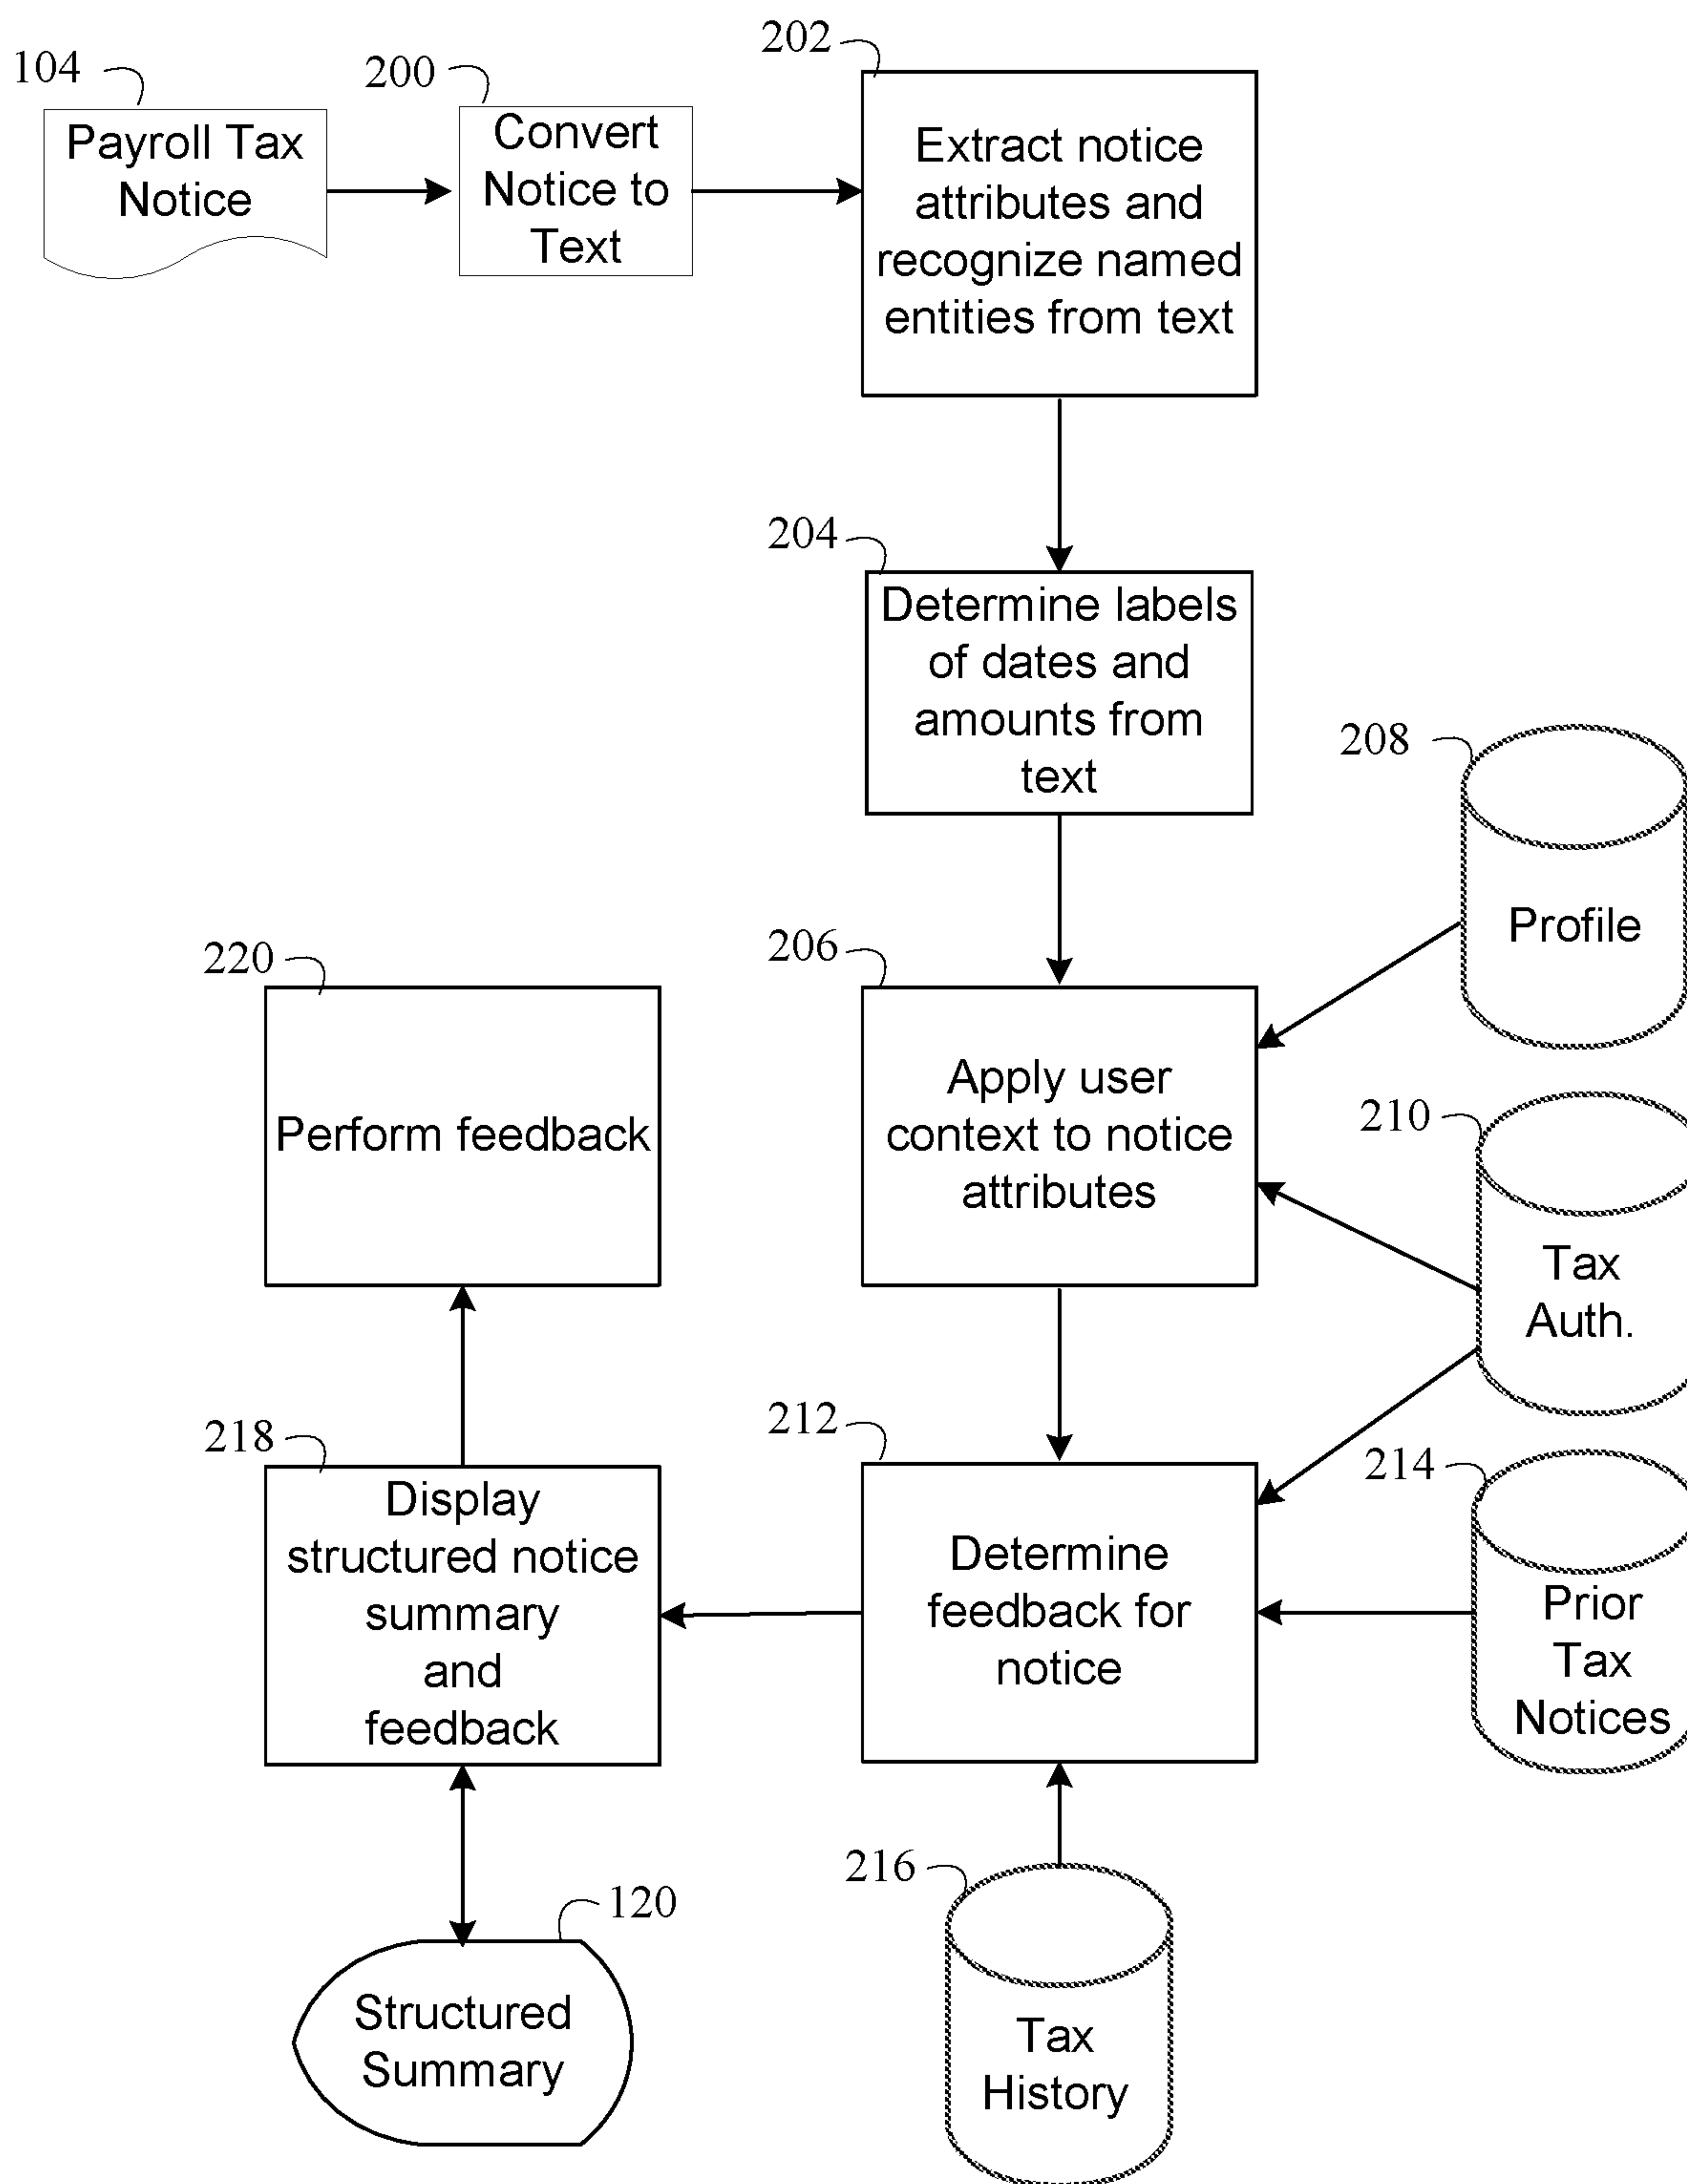 104
Payroll Tax
Notice
200
Convert
Notice to
Text
202
Extract notice
attributes and
recognize named
entities from text
204
Determine labels
of dates and
amounts from
text
208
Profile
206
Apply user
context to notice
attributes
220
Perform feedback
210
Tax
Auth.
212
Determine
feedback for
notice
218
Display
structured notice
summary
and
feedback
214
Prior
Tax
Notices
216
Tax
History
120
Structured
Summary